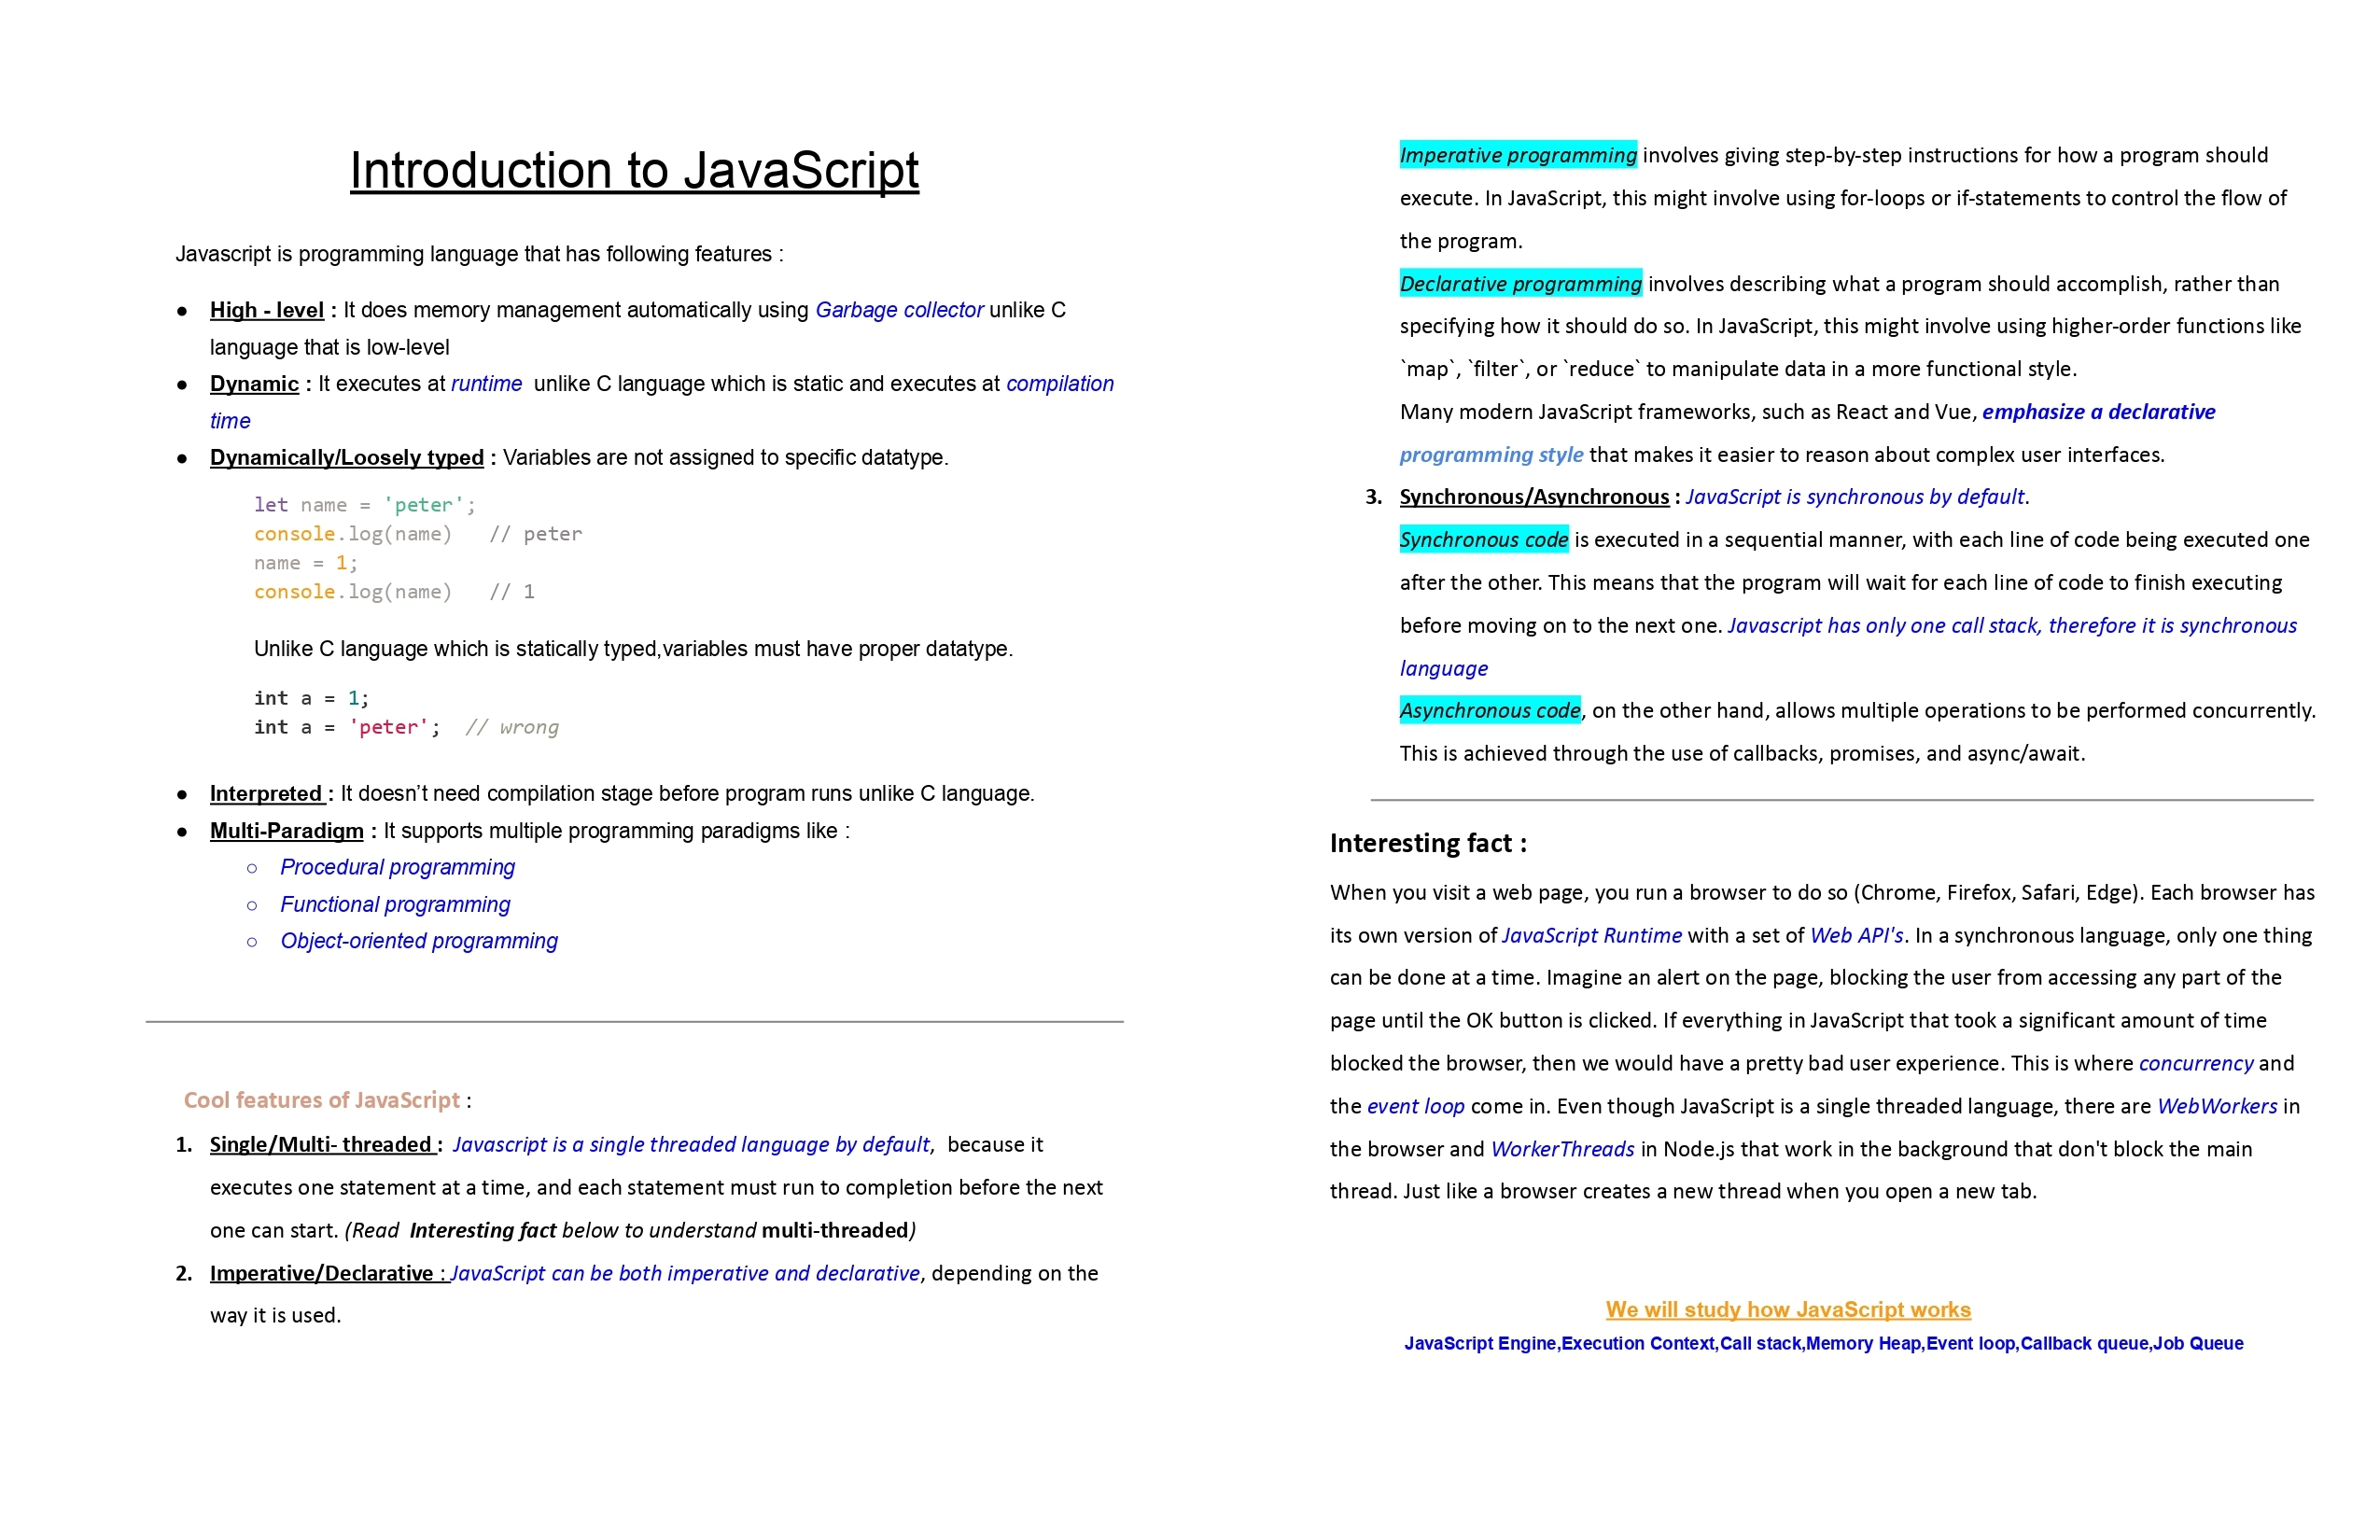 Introduction to JavaScript
Javascript is programming language that has following features :
● High - level : It does memory management automatically using Garbage collector unlike C
language that is low-level
● Dynamic : It executes at runtime unlike C language which is static and executes at compilation
time
● Dynamically/Loosely typed : Variables are not assigned to specific datatype.
let name = 'peter';
console.log(name) // peter
name = 1;
console.log(name) // 1
Unlike C language which is statically typed,variables must have proper datatype.
int a = 1;
int a = 'peter'; // wrong
● Interpreted : It doesn’t need compilation stage before program runs unlike C language.
● Multi-Paradigm : It supports multiple programming paradigms like :
○ Procedural programming
○ Functional programming
○ Object-oriented programming
Cool features of JavaScript :
1. Single/Multi- threaded : Javascript is a single threaded language by default, because it
executes one statement at a time, and each statement must run to completion before the next
one can start. (Read Interesting fact below to understand multi-threaded)
2. Imperative/Declarative : JavaScript can be both imperative and declarative, depending on the
way it is used.
Imperative programming involves giving step-by-step instructions for how a program should
execute. In JavaScript, this might involve using for-loops or if-statements to control the flow of
the program.
Declarative programming involves describing what a program should accomplish, rather than
specifying how it should do so. In JavaScript, this might involve using higher-order functions like
`map`, `filter`, or `reduce` to manipulate data in a more functional style.
Many modern JavaScript frameworks, such as React and Vue, emphasize a declarative
programming style that makes it easier to reason about complex user interfaces.
3. Synchronous/Asynchronous : JavaScript is synchronous by default.
Synchronous code is executed in a sequential manner, with each line of code being executed one
after the other. This means that the program will wait for each line of code to finish executing
before moving on to the next one. Javascript has only one call stack, therefore it is synchronous
language
Asynchronous code, on the other hand, allows multiple operations to be performed concurrently.
This is achieved through the use of callbacks, promises, and async/await.
Interesting fact :
When you visit a web page, you run a browser to do so (Chrome, Firefox, Safari, Edge). Each browser has
its own version of JavaScript Runtime with a set of Web API's. In a synchronous language, only one thing
can be done at a time. Imagine an alert on the page, blocking the user from accessing any part of the
page until the OK button is clicked. If everything in JavaScript that took a significant amount of time
blocked the browser, then we would have a pretty bad user experience. This is where concurrency and
the event loop come in. Even though JavaScript is a single threaded language, there are WebWorkers in
the browser and WorkerThreads in Node.js that work in the background that don't block the main
thread. Just like a browser creates a new thread when you open a new tab.
We will study how JavaScript works
JavaScript Engine,Execution Context,Call stack,Memory Heap,Event loop,Callback queue,Job Queue